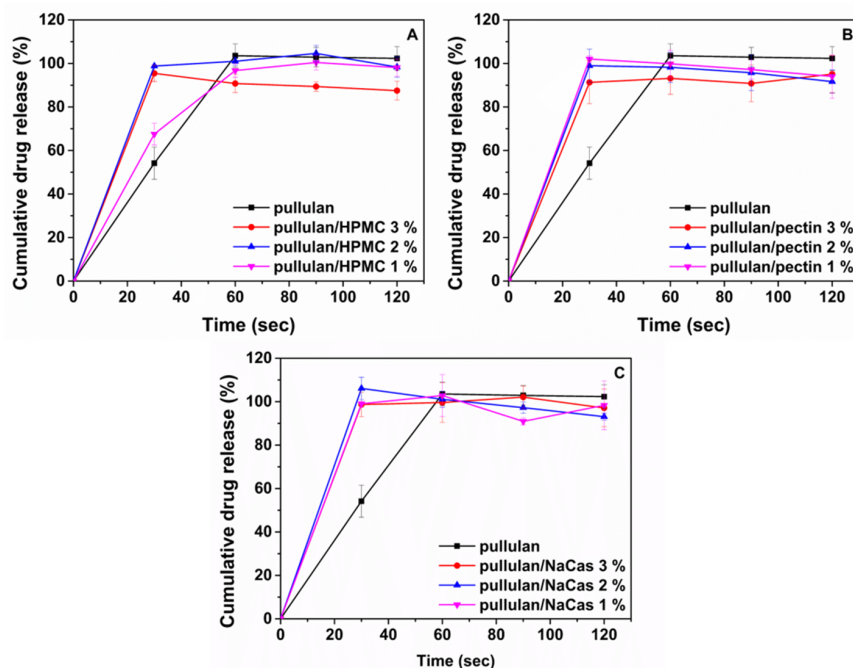 A
Cumulative drug release (%)
120
100
80
60
40
20
0
pullulan
pullulan/HPMC 3 %
pullulan/HPMC 2 %
pullulan/HPMC 1 %
0 20 40 60 80 100 120
Time (sec)
B
Cumulative drug release (%)
120
100
80
60
40
20
0
pullulan
pullulan/pectin 3 %
pullulan/pectin 2 %
pullulan/pectin 1 %
0 20 40 60 80 100 120
Time (sec)
C
Cumulative drug release (%)
120
100
80
60
40
20
0
pullulan
pullulan/NaCas 3 %
pullulan/NaCas 2 %
pullulan/NaCas 1 %
0 20 40 60 80 100 120
Time (sec)